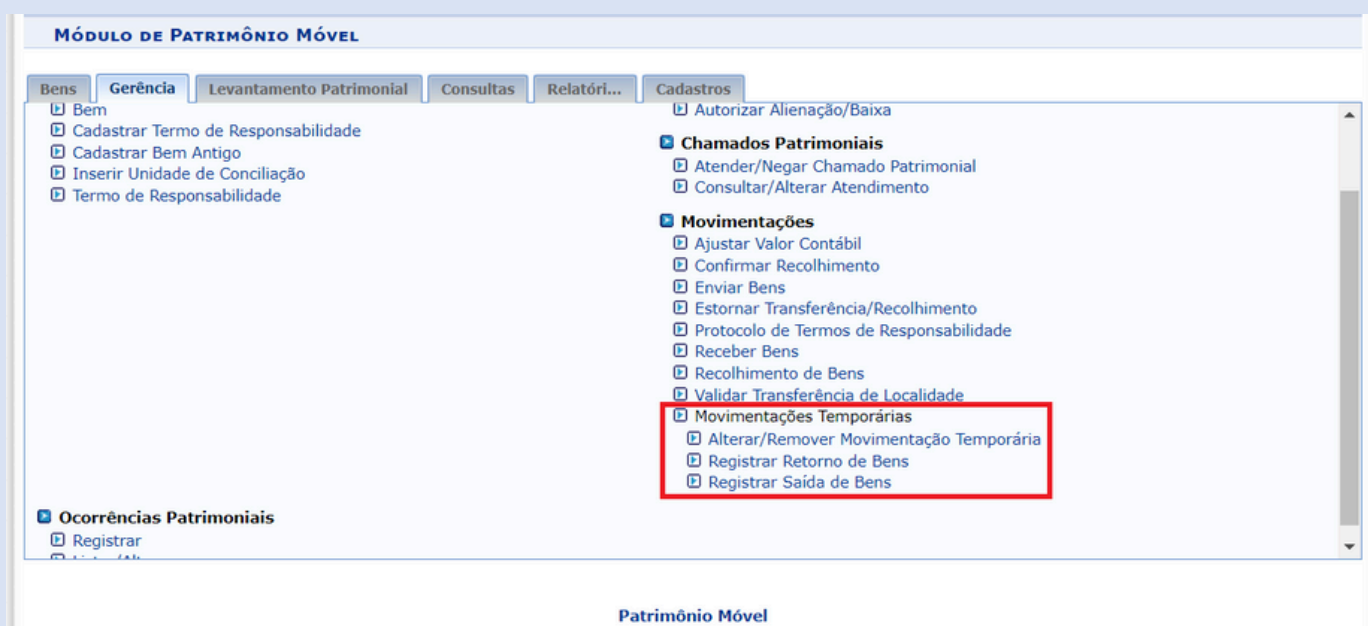 MÓDULO DE PATRIMÔNIO MÓVEL
Bens Gerência Levantamento Patrimonial Consultas Relatóri... Cadastros
Bem
Cadastrar Termo de Responsabilidade
Cadastrar Bem Antigo
Inserir Unidade de Conciliação
Termo de Responsabilidade
Autorizar Alienação/Baixa
Chamados Patrimoniais
Atender/Negar Chamado Patrimonial
Consultar/Alterar Atendimento
Movimentações
Ajustar Valor Contábil
Confirmar Recolhimento
Enviar Bens
Estornar Transferência/Recolhimento
Protocolo de Termos de Responsabilidade
Receber Bens
Recolhimento de Bens
Validar Transferência de Localidade
Movimentações Temporárias
Alterar/Remover Movimentação Temporária
Registrar Retorno de Bens
Registrar Saída de Bens
Ocorrências Patrimoniais
Registrar
Patrimônio Móvel